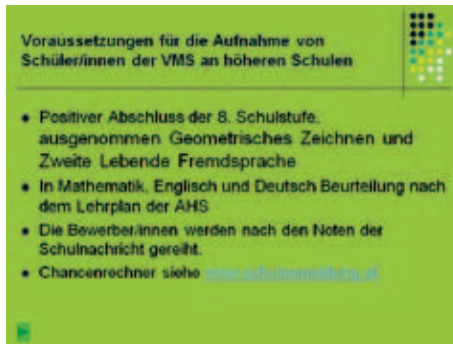 Voraussetzungen für die Aufnahme von
Schüler/innen der VMS an höheren Schulen
Positiver Abschluss der 8. Schulstufe,
ausgenommen Geometrisches Zeichnen und
Zweite Lebende Fremdsprache
In Mathematik, Englisch und Deutsch Beurteilung nach
dem Lehrplan der AHS
Die Bewerber/innen werden nach den Noten der
Schulnachricht gereiht.
Chancenrechner siehe